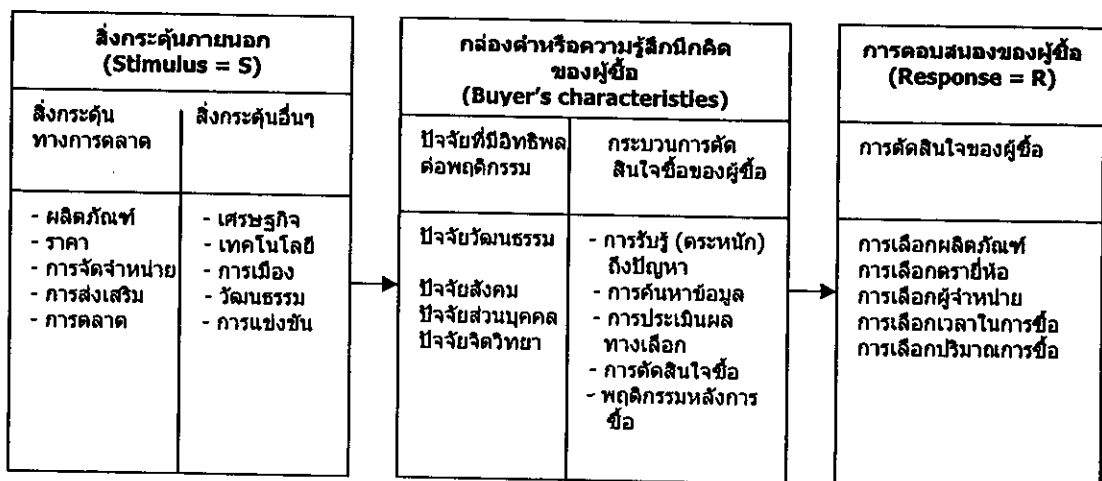 สิ่งกระตุ้นภายนอก
(Stimulus = S)
สิ่งกระตุ้น
ทางการตลาด
สิ่งกระตุ้นอื่นๆ
- ผลิตภัณฑ์
- ราคา
- การจัดจำหน่าย
- การส่งเสริม
- การตลาด
- เศรษฐกิจ
- เทคโนโลยี
- การเมือง
- วัฒนธรรม
- การแข่งขัน
กล่องดำหรือความรู้สึกนึกคิด
ของผู้ซื้อ
(Buyer's characteristies)
ปัจจัยที่มีอิทธิพล
ต่อพฤติกรรม
กระบวนการตัด
สินใจซื้อของผู้ซื้อ
ปัจจัยวัฒนธรรม
ปัจจัยสังคม
ปัจจัยส่วนบุคคล
ปัจจัยจิตวิทยา
- การรับรู้ (ตระหนัก)
ถึงปัญหา
- การค้นหาข้อมูล
- การประเมินผล
ทางเลือก
- การตัดสินใจซื้อ
- พฤติกรรมหลังการ
ซื้อ
การตอบสนองของผู้ซื้อ
(Response = R)
การตัดสินใจของผู้ซื้อ
การเลือกผลิตภัณฑ์
การเลือกตรายี่ห้อ
การเลือกผู้จำหน่าย
การเลือกเวลาในการซื้อ
การเลือกปริมาณการซื้อ